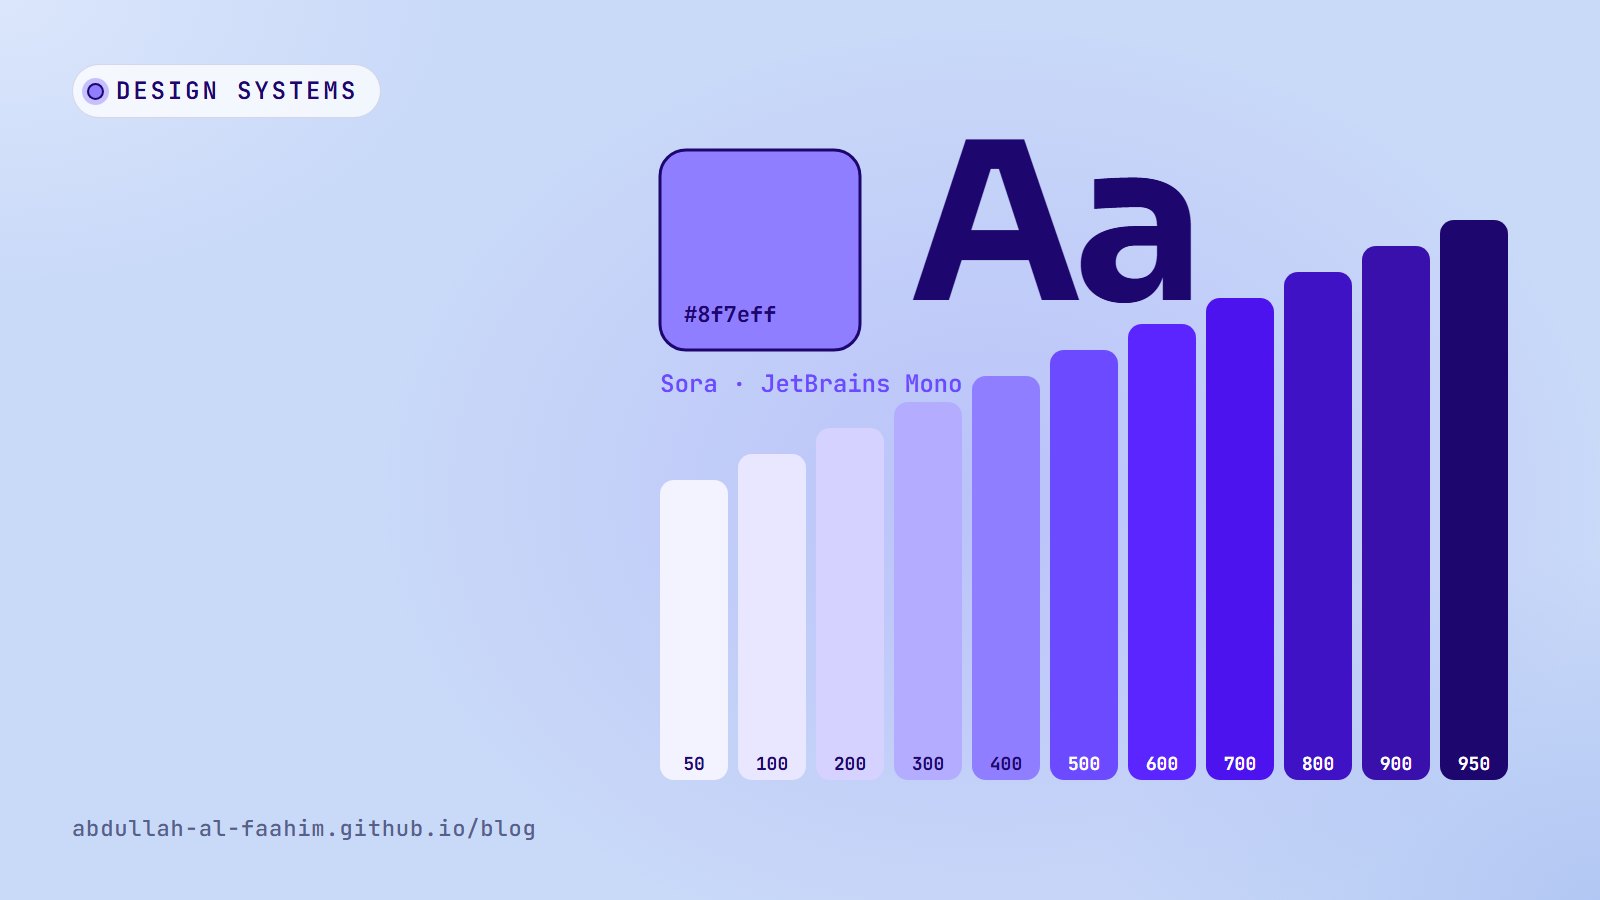 DESIGN SYSTEMS
Aa
#8f7eff
Sora · JetBrains Mono
50 100 200 300 400 500 600 700 800 900 950
abdullah-al-faahim.github.io/blog